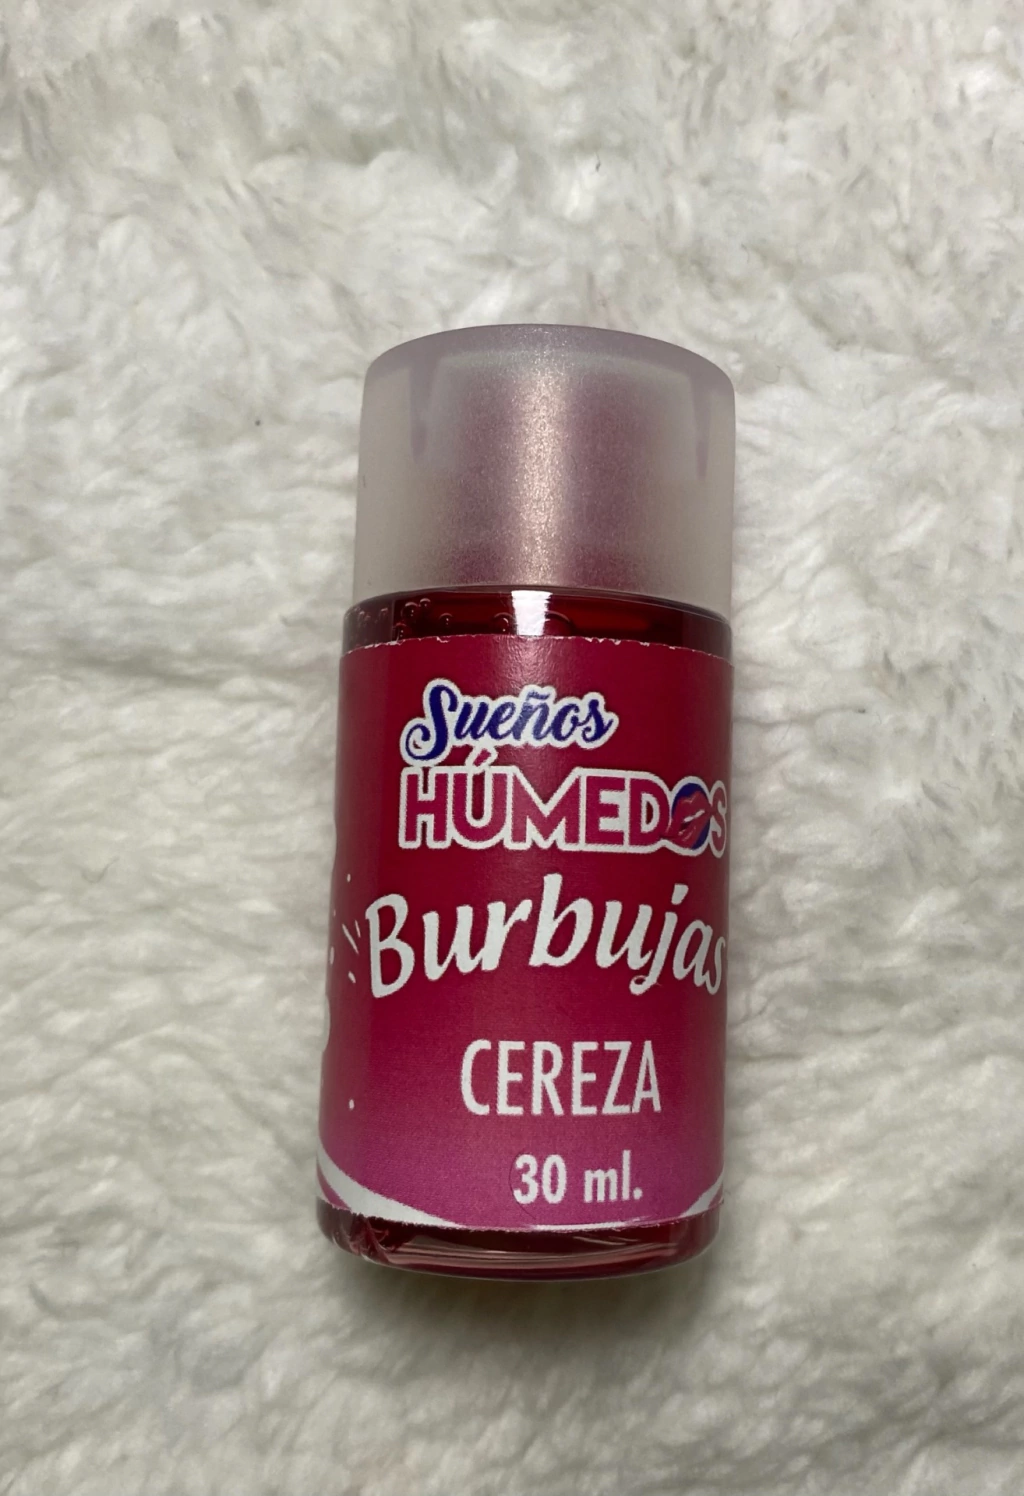 Sueños
HÚMEDOS
Burbujas
CEREZA
30 ml.